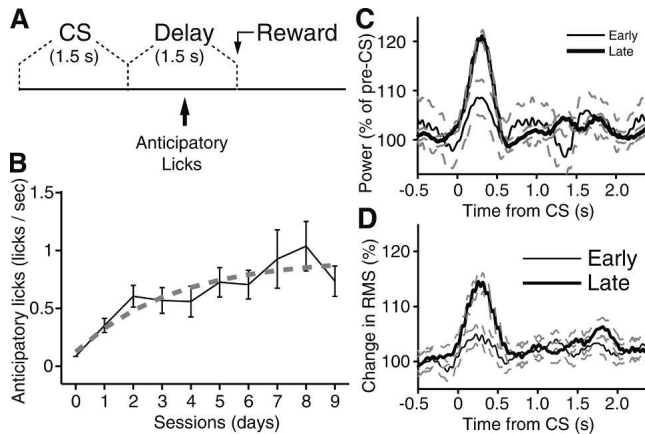 A
CS
(1.5 s)
Delay
(1.5 s)
Reward
Anticipatory
Licks
B
Anticipatory licks (licks / sec)
1.5
1
0.5
0
0 1 2 3 4 5 6 7 8 9
Sessions (days)
C
Early
Late
Power (% of pre-CS)
120
110
100
-0.5 0 0.5 1.0 1.5 2.0
Time from CS (s)
D
Early
Late
Change in RMS (%)
120
110
100
-0.5 0 0.5 1.0 1.5 2.0
Time from CS (s)